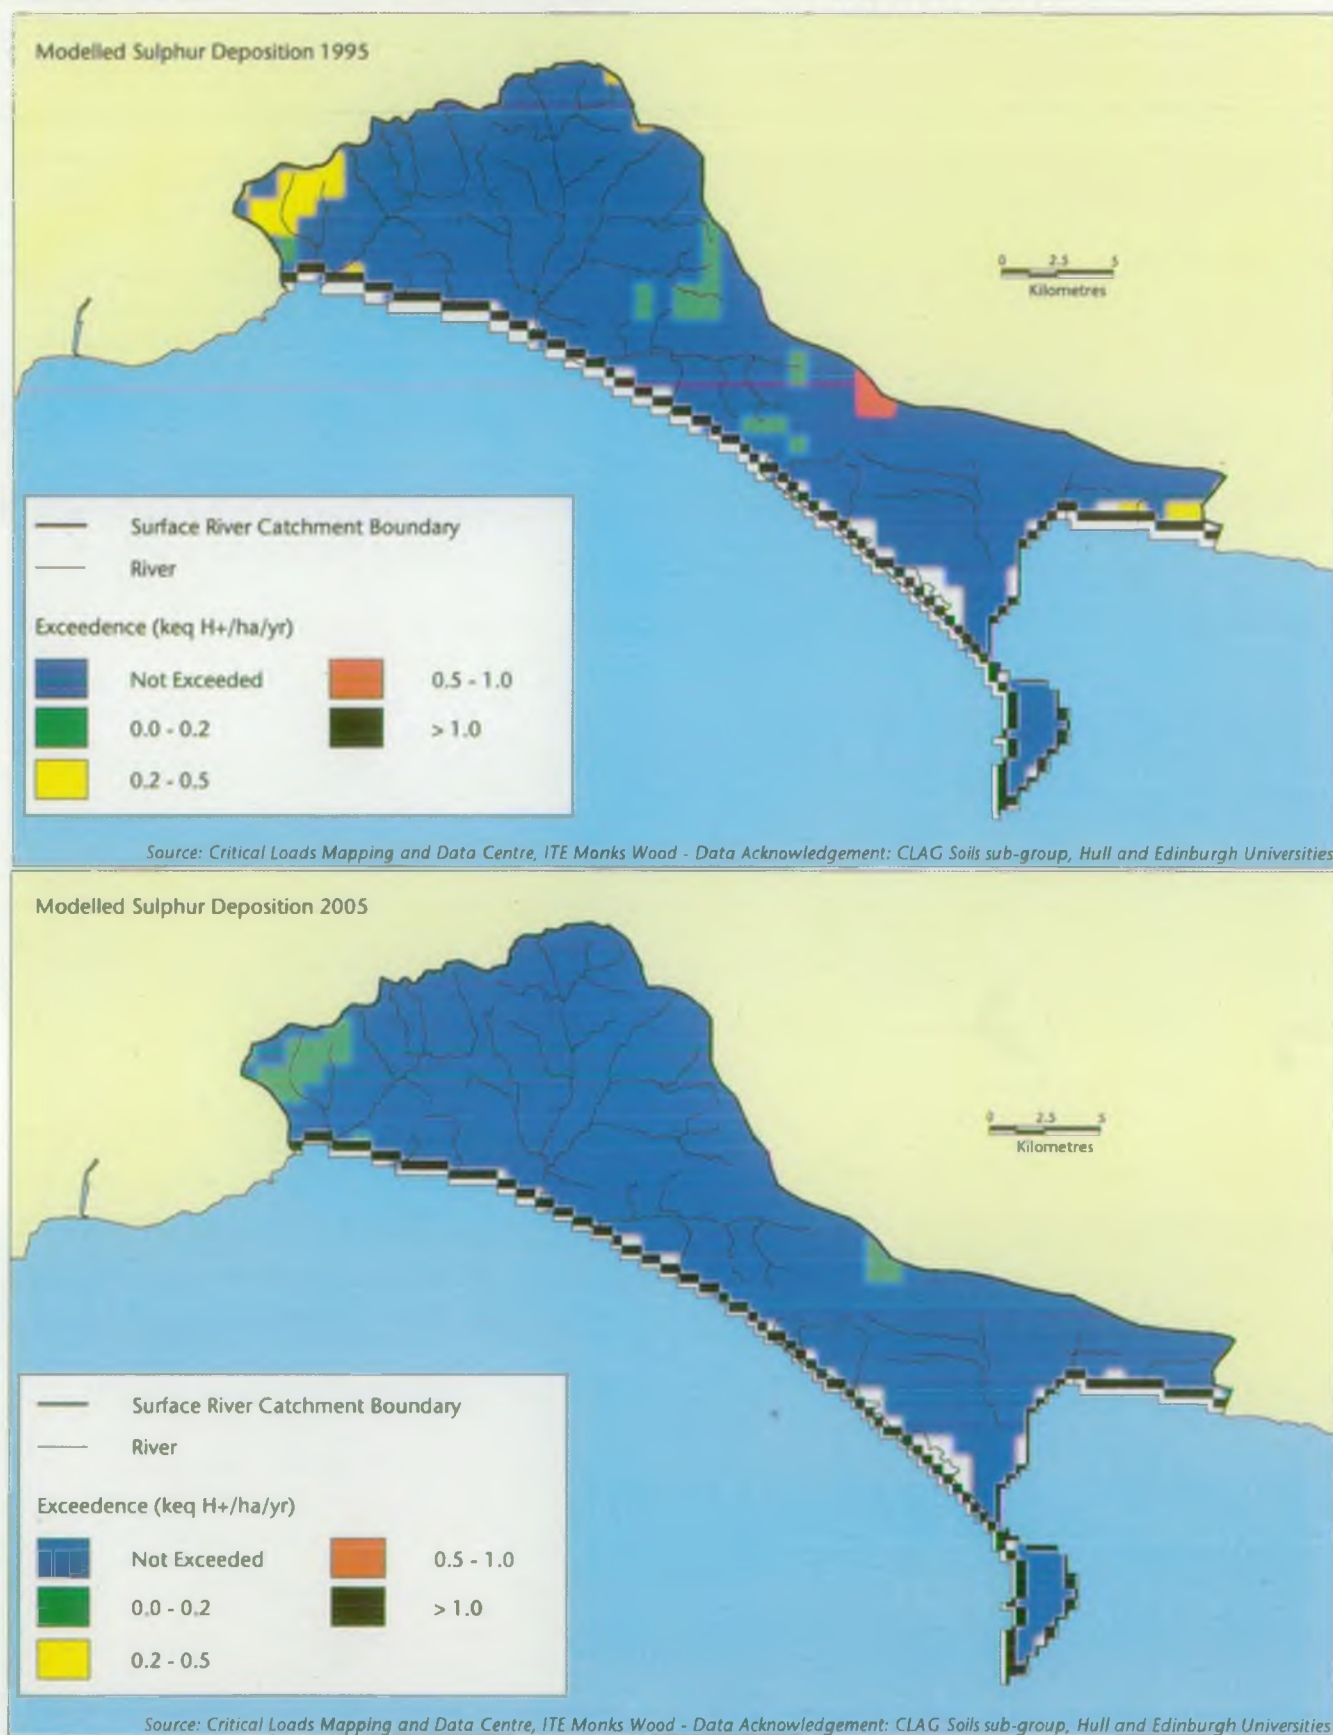 Modelled Sulphur Deposition 1995
0 2.5 5
Kilometres
Surface River Catchment Boundary
River
Exceedence (keq H+/ha/yr)
Not Exceeded
0.5 - 1.0
0.0 - 0.2
> 1.0
0.2 - 0.5
Source: Critical Loads Mapping and Data Centre, ITE Monks Wood - Data Acknowledgement: CLAG Soils sub-group, Hull and Edinburgh Universities
Modelled Sulphur Deposition 2005
0 2.5 5
Kilometres
Surface River Catchment Boundary
River
Exceedence (keq H+/ha/yr)
Not Exceeded
0.5 - 1.0
0.0 - 0.2
> 1.0
0.2 - 0.5
Source: Critical Loads Mapping and Data Centre, ITE Monks Wood - Data Acknowledgement: CLAG Soils sub-group, Hull and Edinburgh Universities